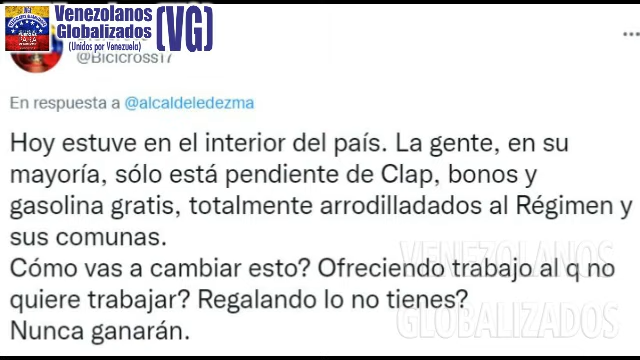 Venezolanos
Globalizados
(Unidos por Venezuela)
(VG)
@Bicicross17
En respuesta a @alcaldeledezma
Hoy estuve en el interior del país. La gente, en su
mayoría, sólo está pendiente de Clap, bonos y
gasolina gratis, totalmente arrodilladados al Régimen y
sus comunas.
Cómo vas a cambiar esto? Ofreciendo trabajo al q no
quiere trabajar? Regalando lo no tienes?
Nunca ganarán.
VENEZOLANOS
GLOBALIZADOS